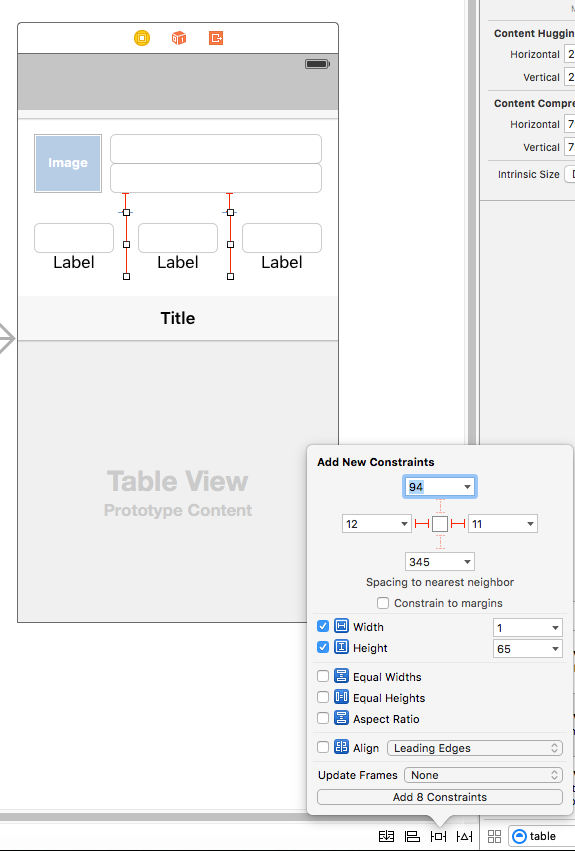 Content Huggin
Horizontal 2
Vertical 2
Content Compre
Horizontal 7
Vertical 7
Intrinsic Size
Image
Label Label Label
Title
Table View
Prototype Content
Add New Constraints
94
12 11
345
Spacing to nearest neighbor
Constrain to margins
Width 1
Height 65
Equal Widths
Equal Heights
Aspect Ratio
Align Leading Edges
Update Frames None
Add 8 Constraints
table